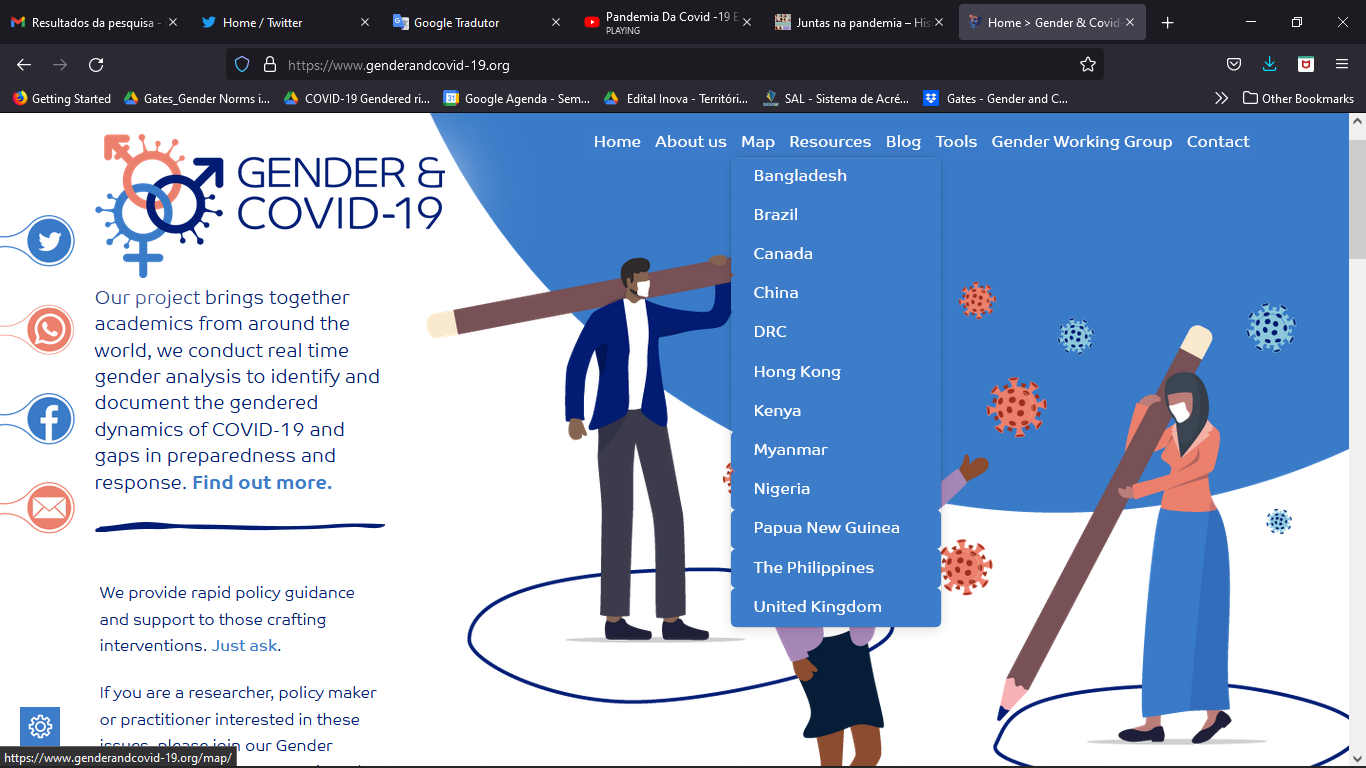 Resultados da pesquisa -
Home / Twitter
Google Tradutor
Pandemia Da Covid -19 E
PLAYING
Juntas na pandemia – His
Home > Gender & Covid
https://www.genderandcovid-19.org
Getting Started
Gates_Gender Norms i...
COVID-19 Gendered ri...
Google Agenda - Sem...
Edital Inova - Territóri...
SAL - Sistema de Acré...
Gates - Gender and C...
Other Bookmarks
Home
About us
Map
Resources
Blog
Tools
Gender Working Group
Contact
GENDER &
COVID-19
Bangladesh
Brazil
Canada
China
DRC
Hong Kong
Kenya
Myanmar
Nigeria
Papua New Guinea
The Philippines
United Kingdom
Our project brings together
academics from around the
world, we conduct real time
gender analysis to identify and
document the gendered
dynamics of COVID-19 and
gaps in preparedness and
response. Find out more.
We provide rapid policy guidance
and support to those crafting
interventions. Just ask.
If you are a researcher, policy maker
or practitioner interested in these
issues, please join our Gender
https://www.genderandcovid-19.org/map/